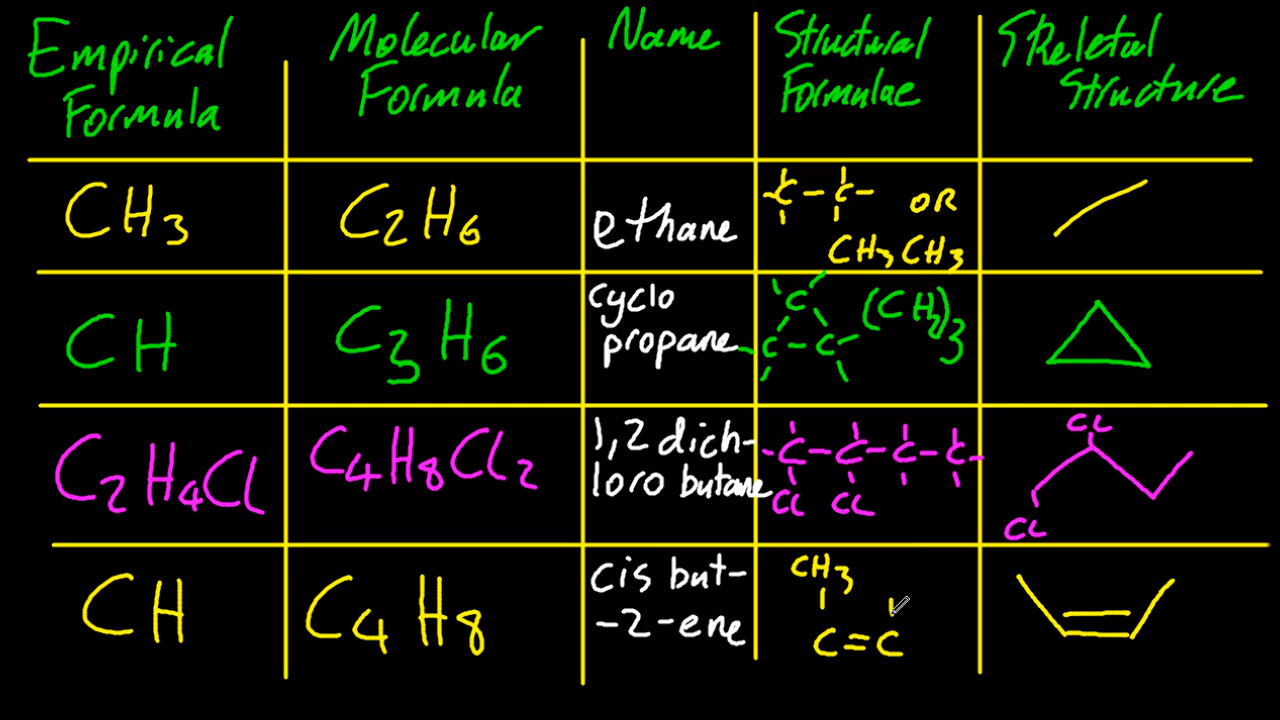 Empirical Formula
Molecular Formula
Name
Structural Formulae
Skeletal Structure
CH3
C2H6
ethane
-C-C- OR
CH3CH3
CH
C3H6
cyclo
propane
C
C-C
(CH2)3
C2H4Cl
C4H8Cl2
1,2 dich-
loro butane
-C-C-C-C-
Cl Cl
Cl
Cl
CH
C4H8
cis but-
-2-ene
CH3
C=C